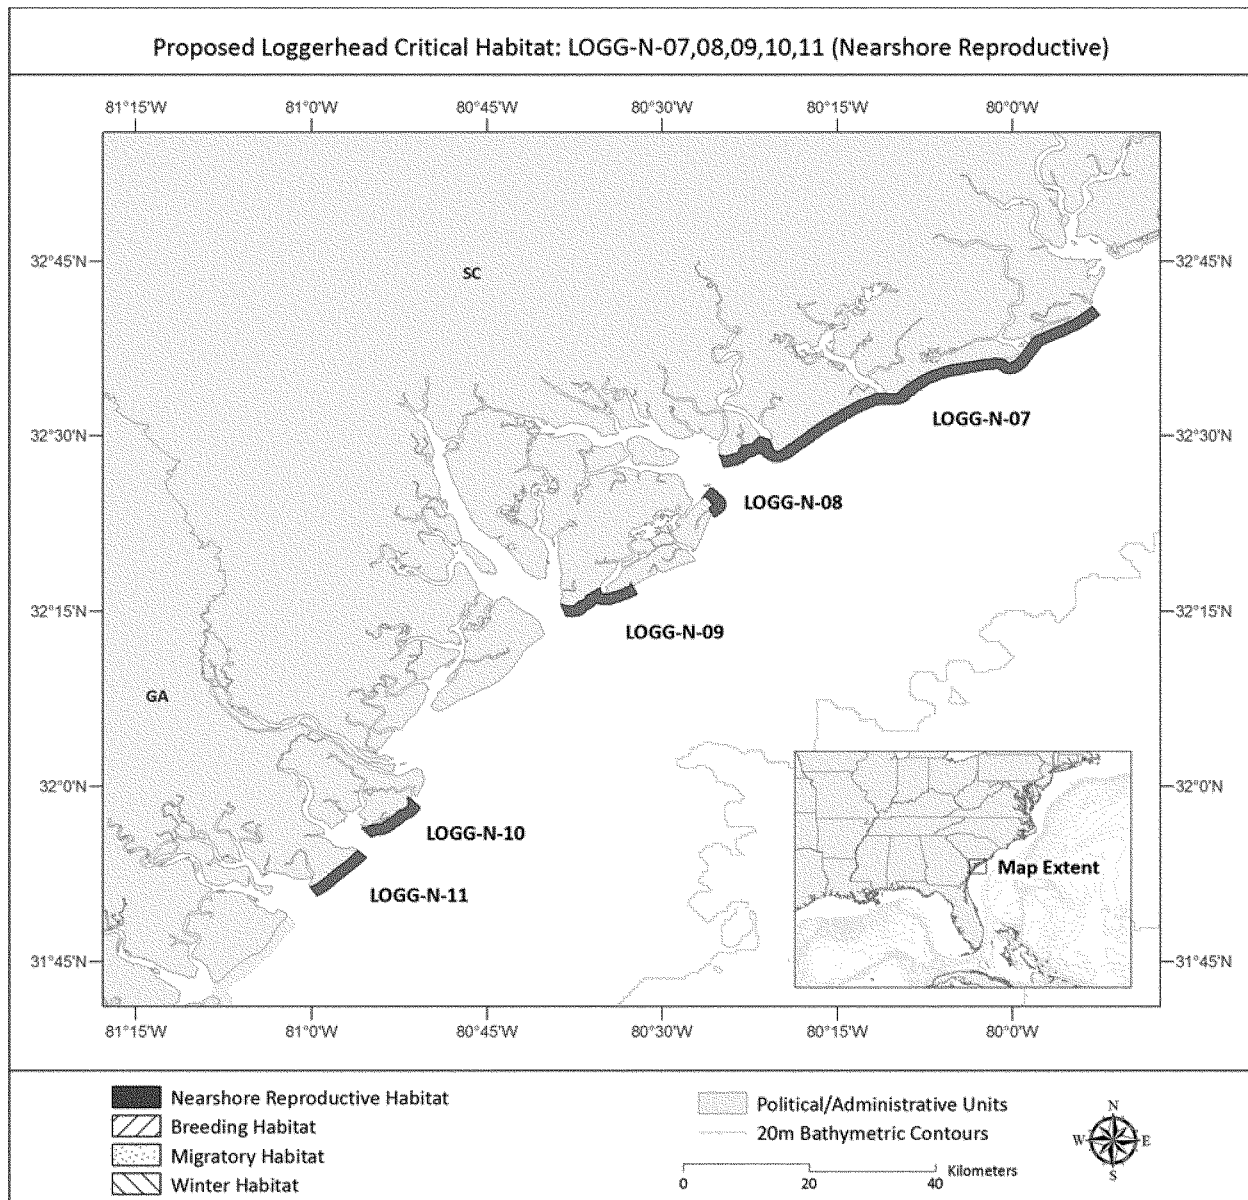 Proposed Loggerhead Critical Habitat: LOGG-N-07,08,09,10,11 (Nearshore Reproductive)
81°15'W 81°0'W 80°45'W 80°30'W 80°15'W 80°0'W
32°45'N SC 32°45'N
LOGG-N-07
32°30'N 32°30'N
LOGG-N-08
32°15'N 32°15'N
LOGG-N-09
GA
32°0'N 32°0'N
LOGG-N-10
Map Extent
LOGG-N-11
31°45'N 31°45'N
81°15'W 81°0'W 80°45'W 80°30'W 80°15'W 80°0'W
Nearshore Reproductive Habitat
Breeding Habitat
Migratory Habitat
Winter Habitat
Political/Administrative Units
20m Bathymetric Contours
Kilometers
0 20 40
N
W E
S